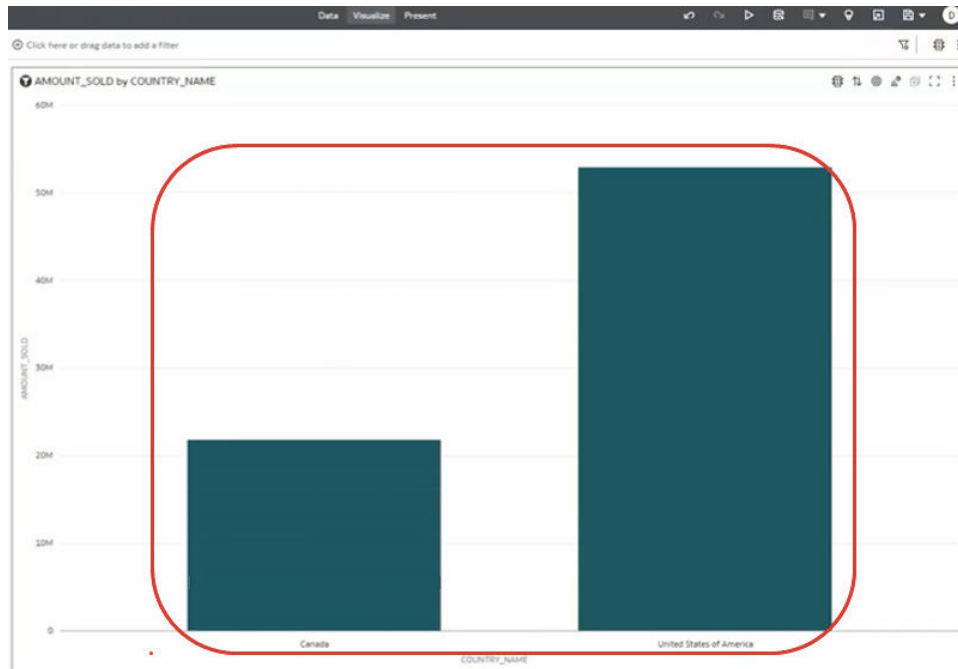 Data Visualize Present
D
Click here or drag data to add a filter
AMOUNT_SOLD by COUNTRY_NAME
60M
50M
40M
30M
20M
10M
0
AMOUNT_SOLD
Canada United States of America
COUNTRY_NAME